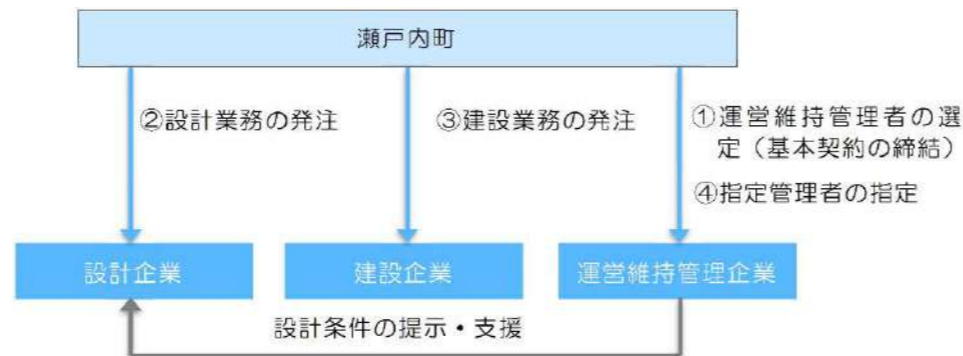 瀬戸内町
②設計業務の発注
③建設業務の発注
①運営維持管理者の選
定（基本契約の締結）
④指定管理者の指定
設計企業
建設企業
運営維持管理企業
設計条件の提示・支援